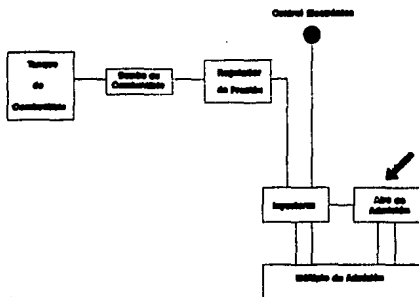 Control Electrónico
Tanque
de
Combustible
Bomba de
Combustible
Regulador
de Presión
Inyectores
Aire de
Admisión
Múltiple de Admisión